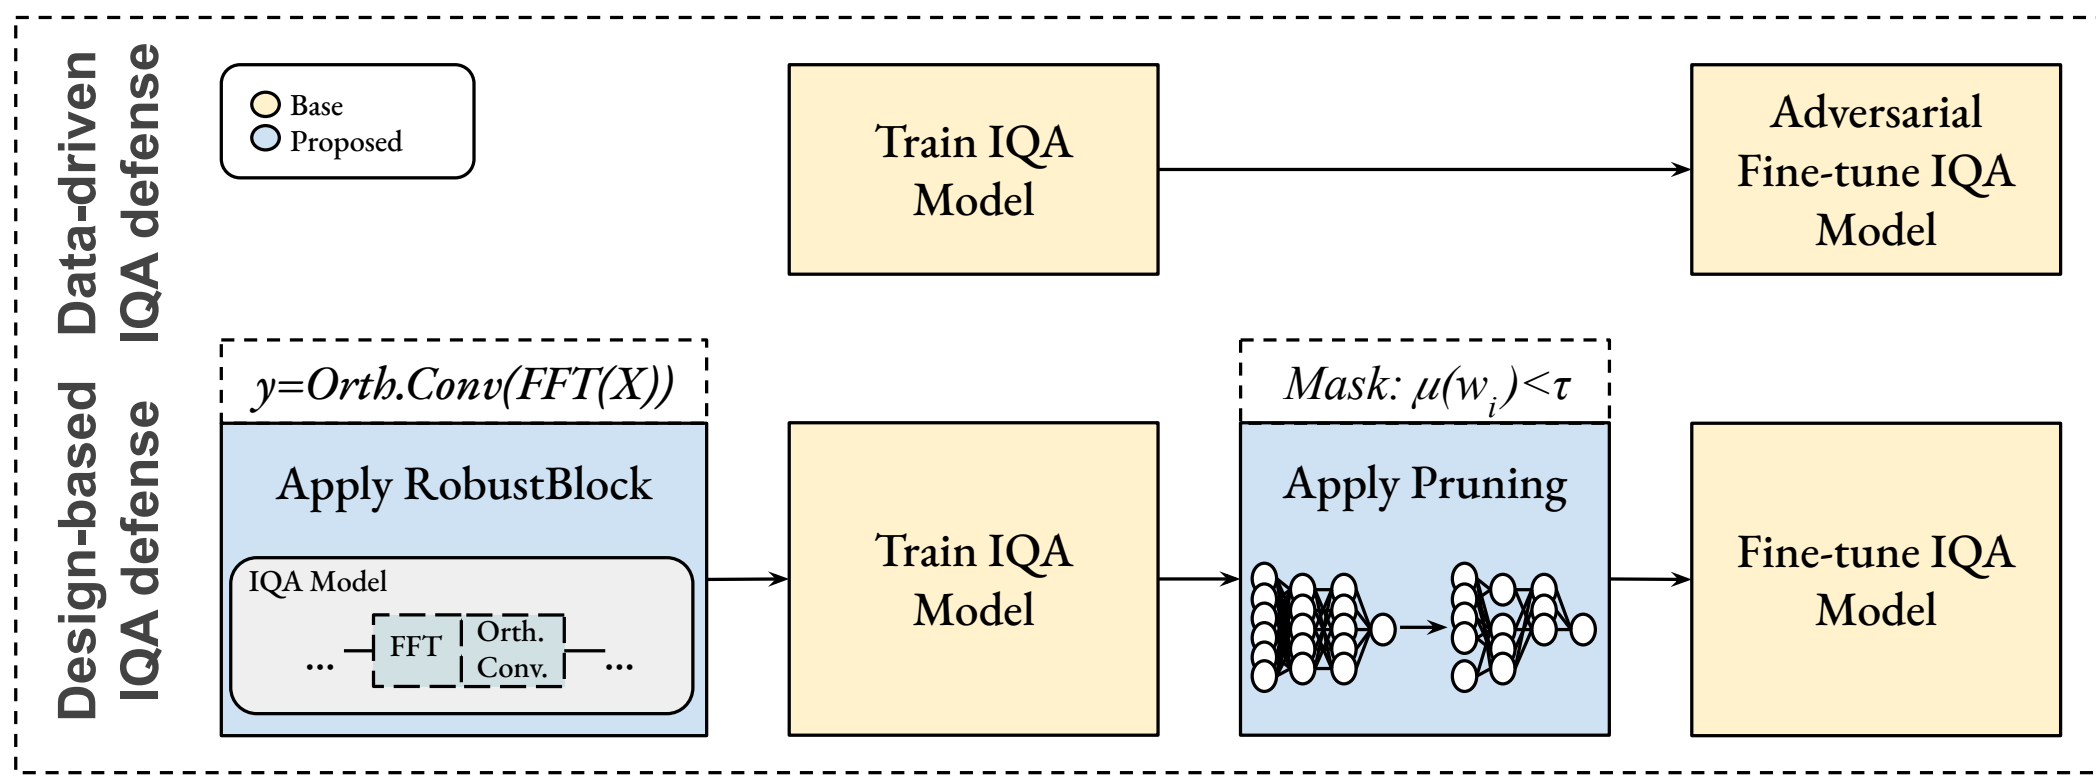 Data-driven
IQA defense
Base
Proposed
Train IQA
Model
Adversarial
Fine-tune IQA
Model
Design-based
IQA defense
y=Orth.Conv(FFT(X))
Apply RobustBlock
IQA Model
...
FFT
Orth.
Conv.
...
Train IQA
Model
Mask: μ(wᵢ)<τ
Apply Pruning
Fine-tune IQA
Model